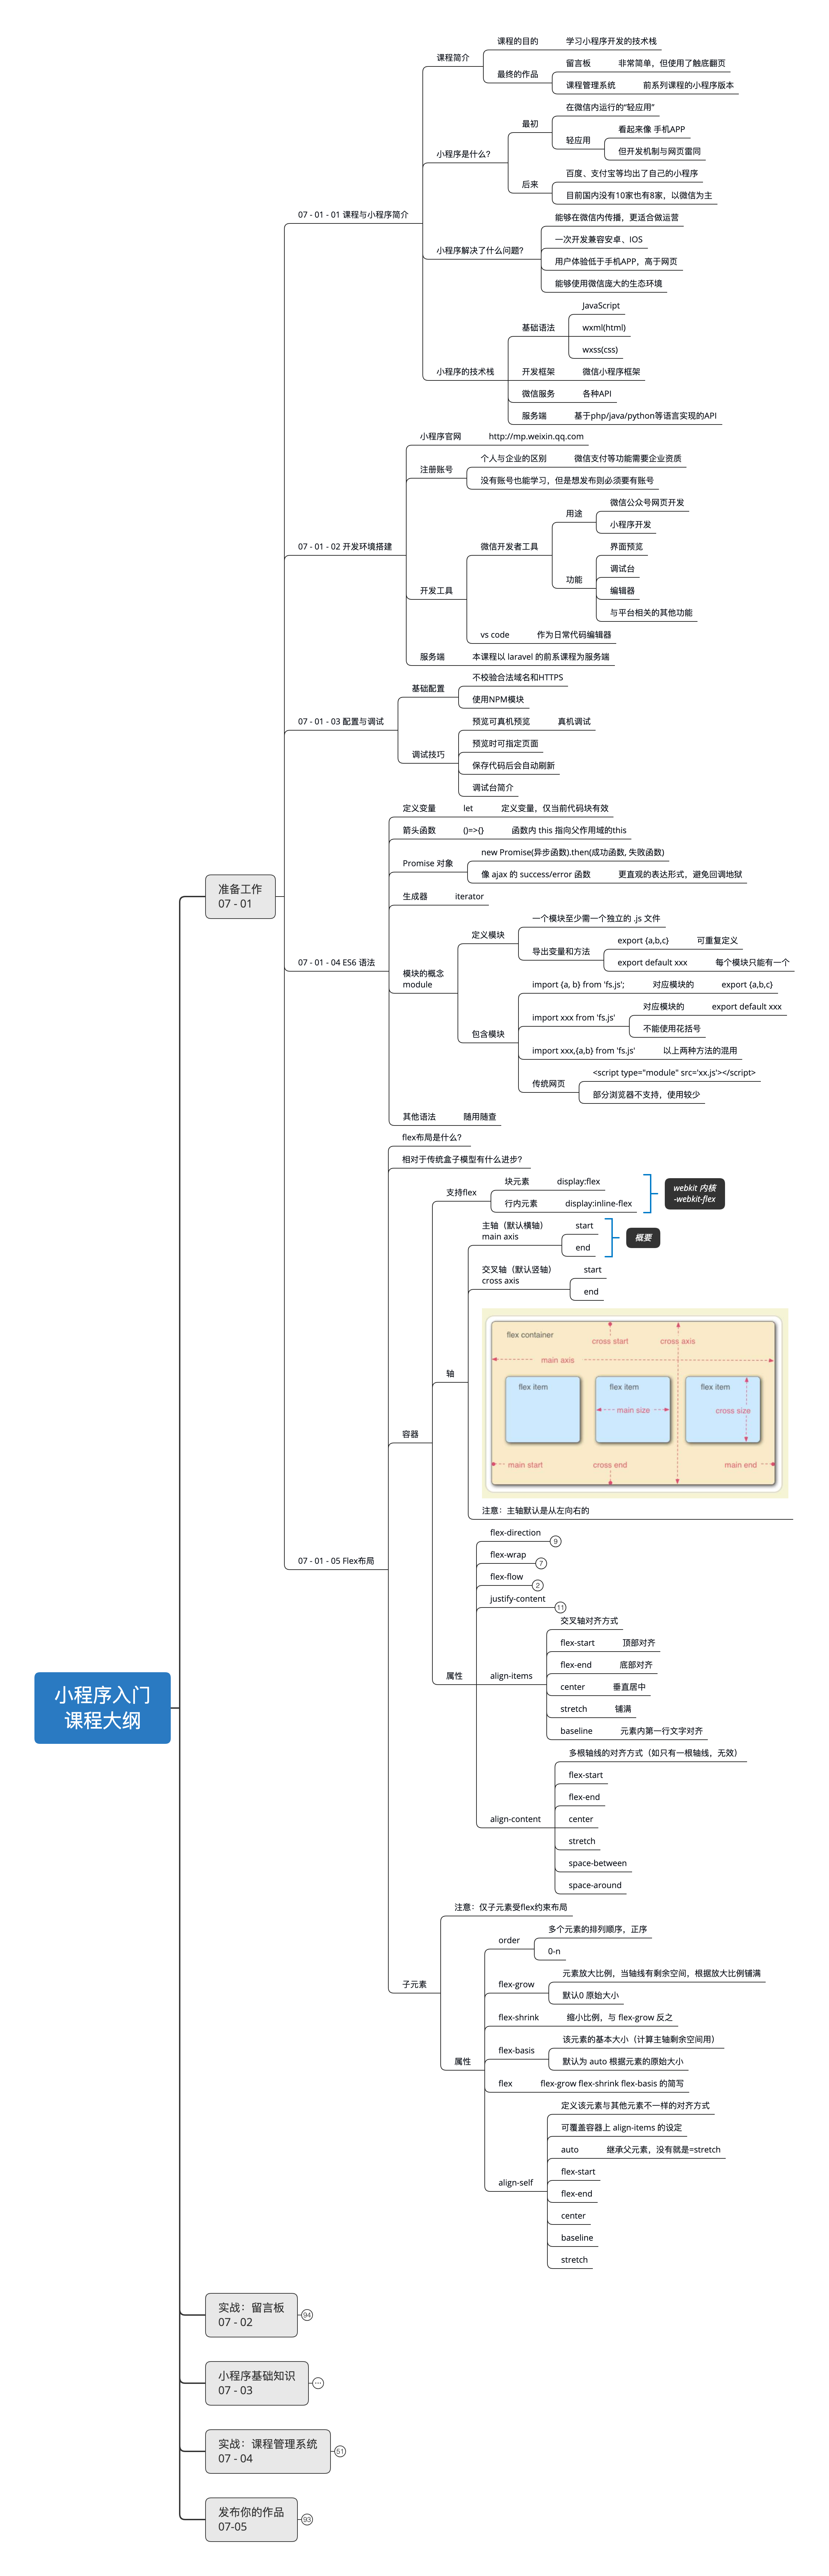 小程序入门
课程大纲
准备工作
07 - 01
07 - 01 - 01 课程与小程序简介
课程简介
课程的目的
学习小程序开发的技术栈
最终的作品
留言板
非常简单，但使用了触底翻页
课程管理系统
前系列课程的小程序版本
小程序是什么？
最初
在微信内运行的“轻应用”
轻应用
看起来像 手机APP
但开发机制与网页雷同
后来
百度、支付宝等均出了自己的小程序
目前国内没有10家也有8家，以微信为主
小程序解决了什么问题？
能够在微信内传播，更适合做运营
一次开发兼容安卓、IOS
用户体验低于手机APP，高于网页
能够使用微信庞大的生态环境
小程序的技术栈
基础语法
JavaScript
wxml(html)
wxss(css)
开发框架
微信小程序框架
微信服务
各种API
服务端
基于php/java/python等语言实现的API
07 - 01 - 02 开发环境搭建
小程序官网
http://mp.weixin.qq.com
注册账号
个人与企业的区别
微信支付等功能需要企业资质
没有账号也能学习，但是想发布则必须要有账号
开发工具
微信开发者工具
用途
微信公众号网页开发
小程序开发
功能
界面预览
调试台
编辑器
与平台相关的其他功能
vs code
作为日常代码编辑器
服务端
本课程以 laravel 的前系课程为服务端
07 - 01 - 03 配置与调试
基础配置
不校验合法域名和HTTPS
使用NPM模块
调试技巧
预览可真机预览
真机调试
预览时可指定页面
保存代码后会自动刷新
调试台简介
07 - 01 - 04 ES6 语法
定义变量
let
定义变量，仅当前代码块有效
箭头函数
()=>{}
函数内 this 指向父作用域的this
Promise 对象
new Promise(异步函数).then(成功函数, 失败函数)
像 ajax 的 success/error 函数
更直观的表达形式，避免回调地狱
生成器
iterator
模块的概念
module
定义模块
一个模块至少需一个独立的 .js 文件
导出变量和方法
export {a,b,c}
可重复定义
export default xxx
每个模块只能有一个
包含模块
import {a, b} from 'fs.js';
对应模块的
export {a,b,c}
import xxx from 'fs.js'
对应模块的
export default xxx
不能使用花括号
import xxx,{a,b} from 'fs.js'
以上两种方法的混用
传统网页
<script type="module" src='xx.js'></script>
部分浏览器不支持，使用较少
其他语法
随用随查
07 - 01 - 05 Flex布局
flex布局是什么？
相对于传统盒子模型有什么进步？
容器
支持flex
块元素
display:flex
行内元素
display:inline-flex
webkit 内核
-webkit-flex
轴
主轴（默认横轴）
main axis
start
end
概要
交叉轴（默认竖轴）
cross axis
start
end
flex container
cross start
cross axis
main axis
flex item
flex item
flex item
main size
cross size
main start
cross end
main end
注意：主轴默认是从左向右的
属性
flex-direction
9
flex-wrap
7
flex-flow
2
justify-content
11
align-items
交叉轴对齐方式
flex-start
顶部对齐
flex-end
底部对齐
center
垂直居中
stretch
铺满
baseline
元素内第一行文字对齐
align-content
多根轴线的对齐方式（如只有一根轴线，无效）
flex-start
flex-end
center
stretch
space-between
space-around
子元素
注意：仅子元素受flex约束布局
属性
order
多个元素的排列顺序，正序
0-n
flex-grow
元素放大比例，当轴线有剩余空间，根据放大比例铺满
默认0 原始大小
flex-shrink
缩小比例，与 flex-grow 反之
flex-basis
该元素的基本大小（计算主轴剩余空间用）
默认为 auto 根据元素的原始大小
flex
flex-grow flex-shrink flex-basis 的简写
align-self
定义该元素与其他元素不一样的对齐方式
可覆盖容器上 align-items 的设定
auto
继承父元素，没有就是=stretch
flex-start
flex-end
center
baseline
stretch
实战：留言板
07 - 02
94
小程序基础知识
07 - 03
...
实战：课程管理系统
07 - 04
51
发布你的作品
07-05
93